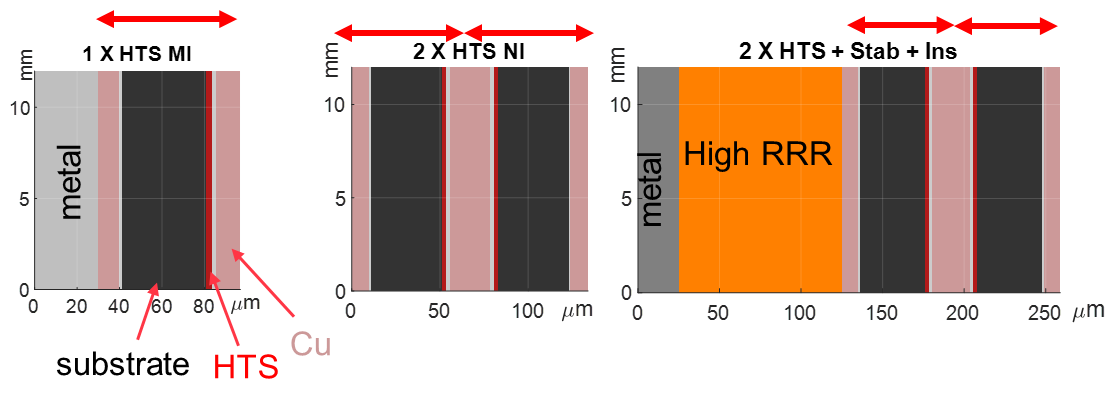 1 X HTS MI
mm
10
5
0
metal
0 20 40 60 80 μm
substrate
HTS
Cu
2 X HTS NI
mm
10
5
0
0 50 100 μm
2 X HTS + Stab + Ins
mm
10
5
0
metal
High RRR
0 50 100 150 200 250 μm